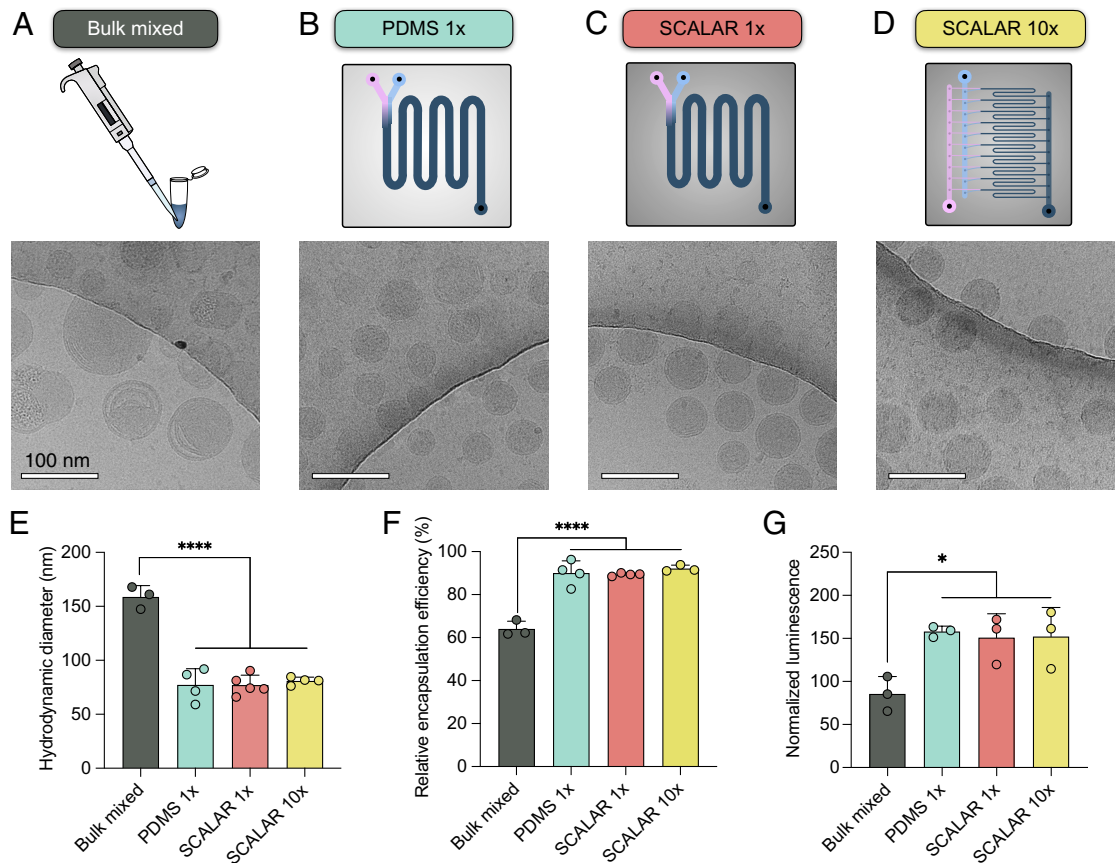 A Bulk mixed
B PDMS 1x
C SCALAR 1x
D SCALAR 10x
100 nm
E
Hydrodynamic diameter (nm)
200
150
100
50
0
****
Bulk mixed
PDMS 1x
SCALAR 1x
SCALAR 10x
F
Relative encapsulation efficiency (%)
100
80
60
40
20
0
****
Bulk mixed
PDMS 1x
SCALAR 1x
SCALAR 10x
G
Normalized luminescence
250
200
150
100
50
0
*
Bulk mixed
PDMS 1x
SCALAR 1x
SCALAR 10x